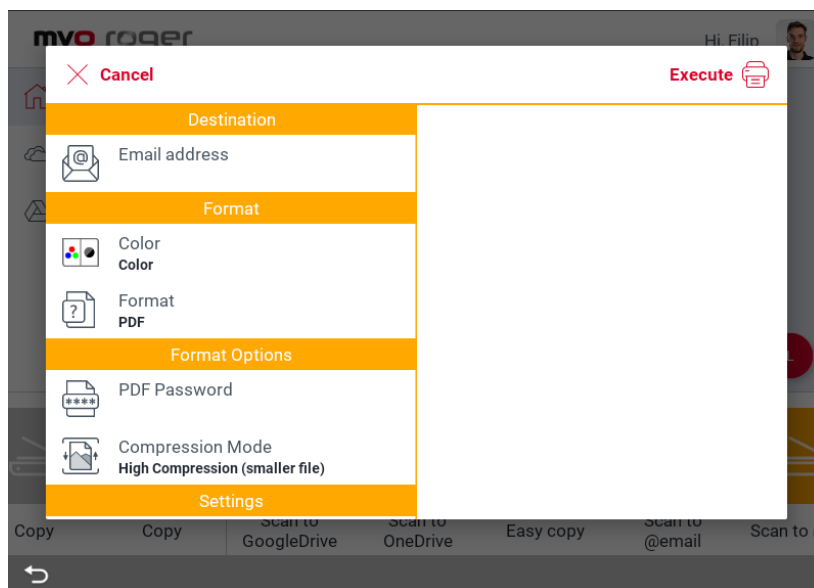 myo roger
Hi, Filip
Cancel
Execute
Destination
Email address
Format
Color
Color
Format
PDF
Format Options
PDF Password
Compression Mode
High Compression (smaller file)
Settings
Copy
Copy
Scan to
GoogleDrive
Scan to
OneDrive
Easy copy
Scan to
@email
Scan to